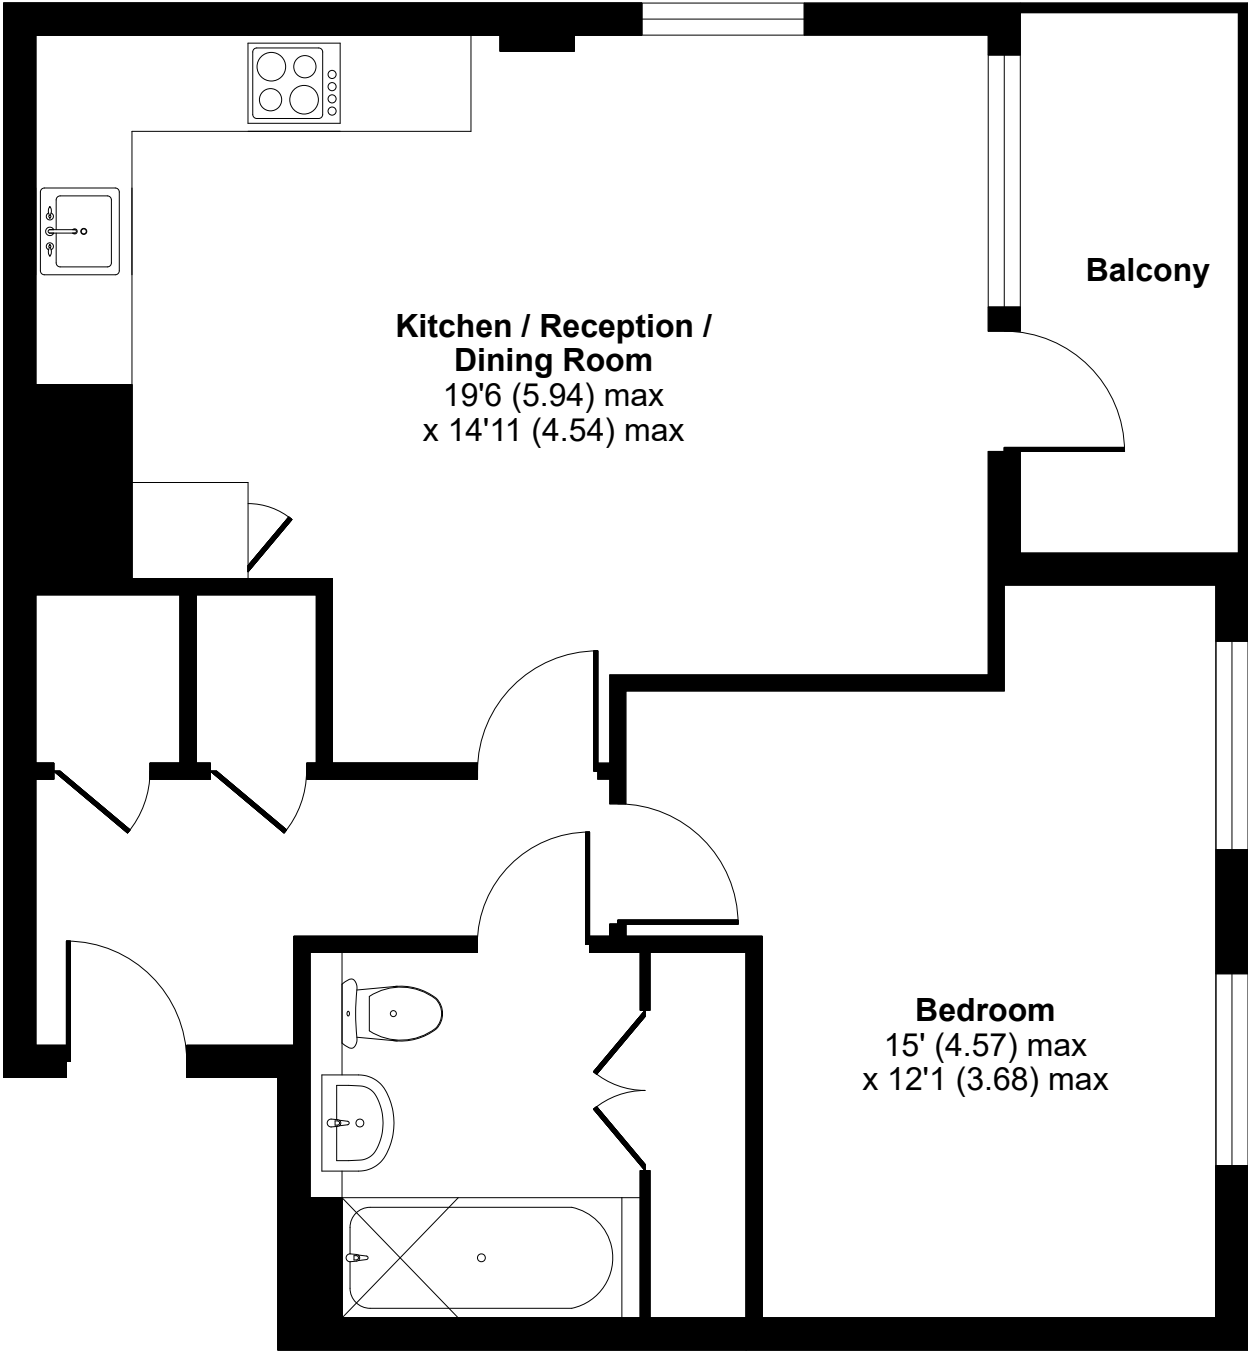 Balcony
Kitchen / Reception /
Dining Room
19'6 (5.94) max
x 14'11 (4.54) max
Bedroom
15' (4.57) max
x 12'1 (3.68) max